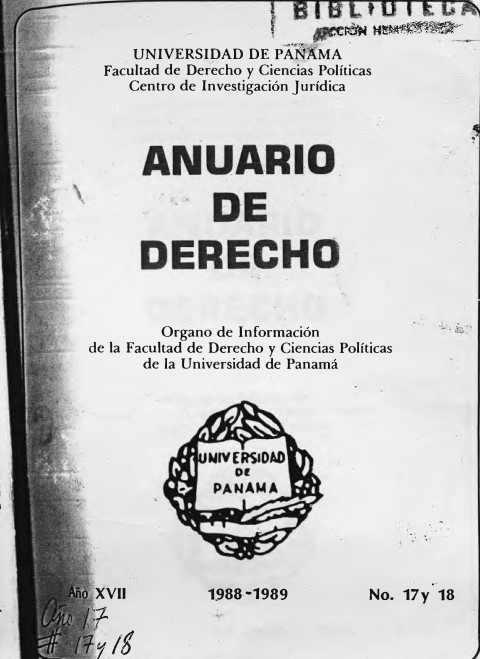 BIBLIOTECA
SECCIÓN
UNIVERSIDAD DE PANAMA
Facultad de Derecho y Ciencias Políticas
Centro de Investigación Jurídica
ANUARIO
DE
DERECHO
Organo de Información
de la Facultad de Derecho y Ciencias Políticas
de la Universidad de Panamá
UNIVERSIDAD
DE
PANAMA
Año XVII 1988-1989 No. 17 y 18
Año 17
# 17 y 18